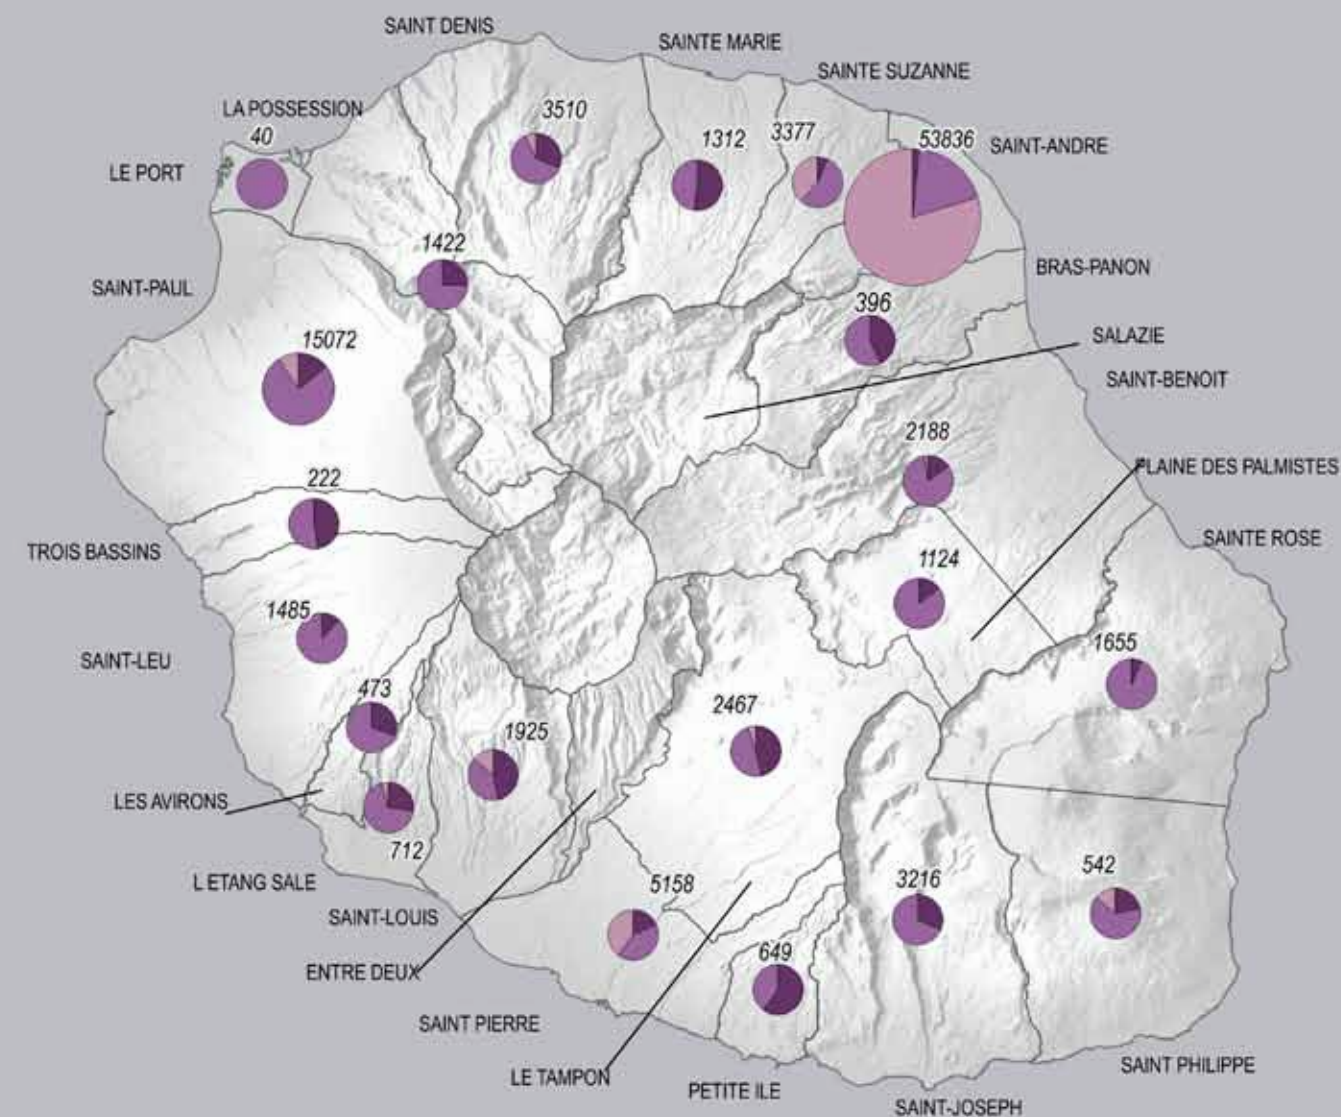 SAINT DENIS
SAINTE MARIE
SAINTE SUZANNE
LA POSSESSION
3510
40
1312
3377
53836
SAINT-ANDRE
LE PORT
1422
BRAS-PANON
SAINT-PAUL
396
15072
SALAZIE
SAINT-BENOIT
2188
222
PLAINE DES PALMISTES
SAINTE ROSE
TROIS BASSINS
1124
1485
1655
SAINT-LEU
473
2467
1925
LES AVIRONS
712
542
L ETANG SALE
5158
3216
SAINT-LOUIS
649
ENTRE DEUX
SAINT PIERRE
SAINT PHILIPPE
LE TAMPON
PETITE ILE
SAINT-JOSEPH